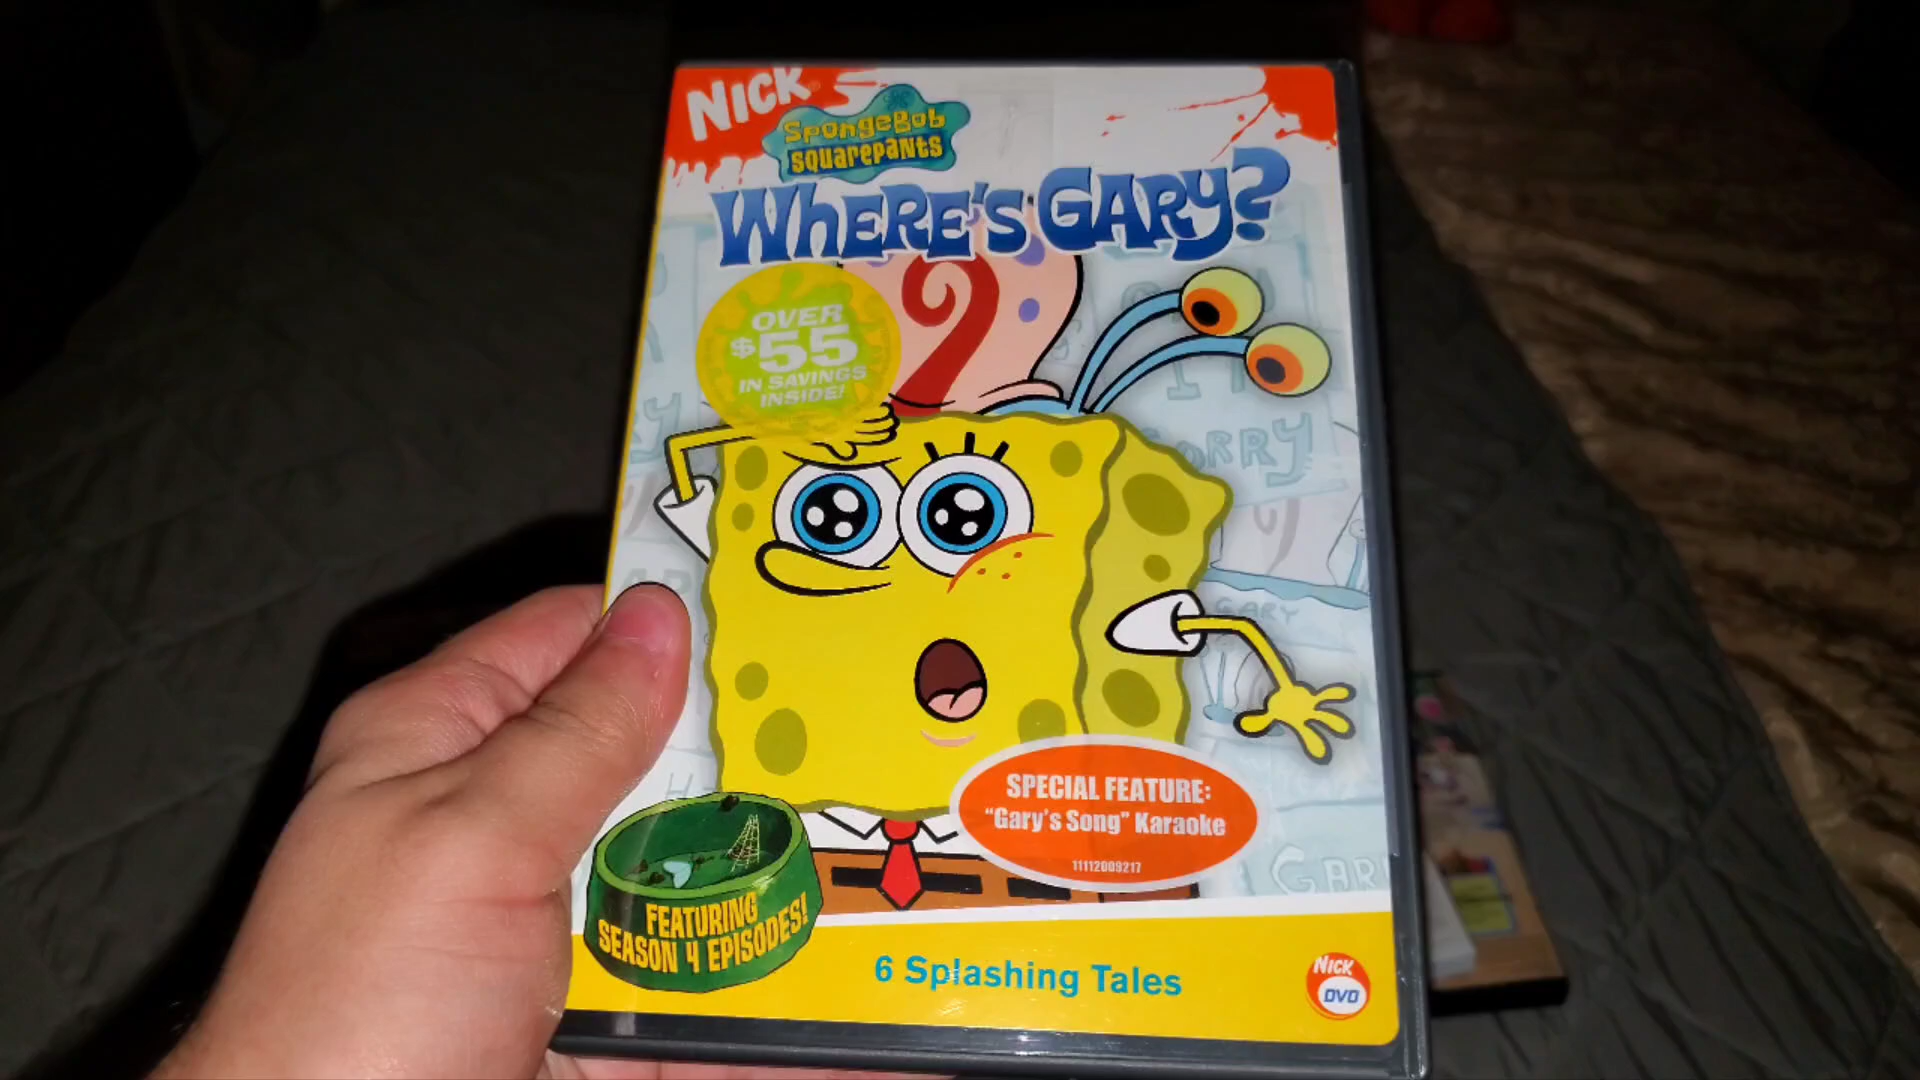 NICK
SpongeBob
SquarePants
WHERE'S GARY?
OVER
$55
IN SAVINGS
INSIDE!
SORRY
GARY
SPECIAL FEATURE:
"Gary's Song" Karaoke
11112009217
FEATURING
SEASON 4 EPISODES!
6 Splashing Tales
NICK
DVD